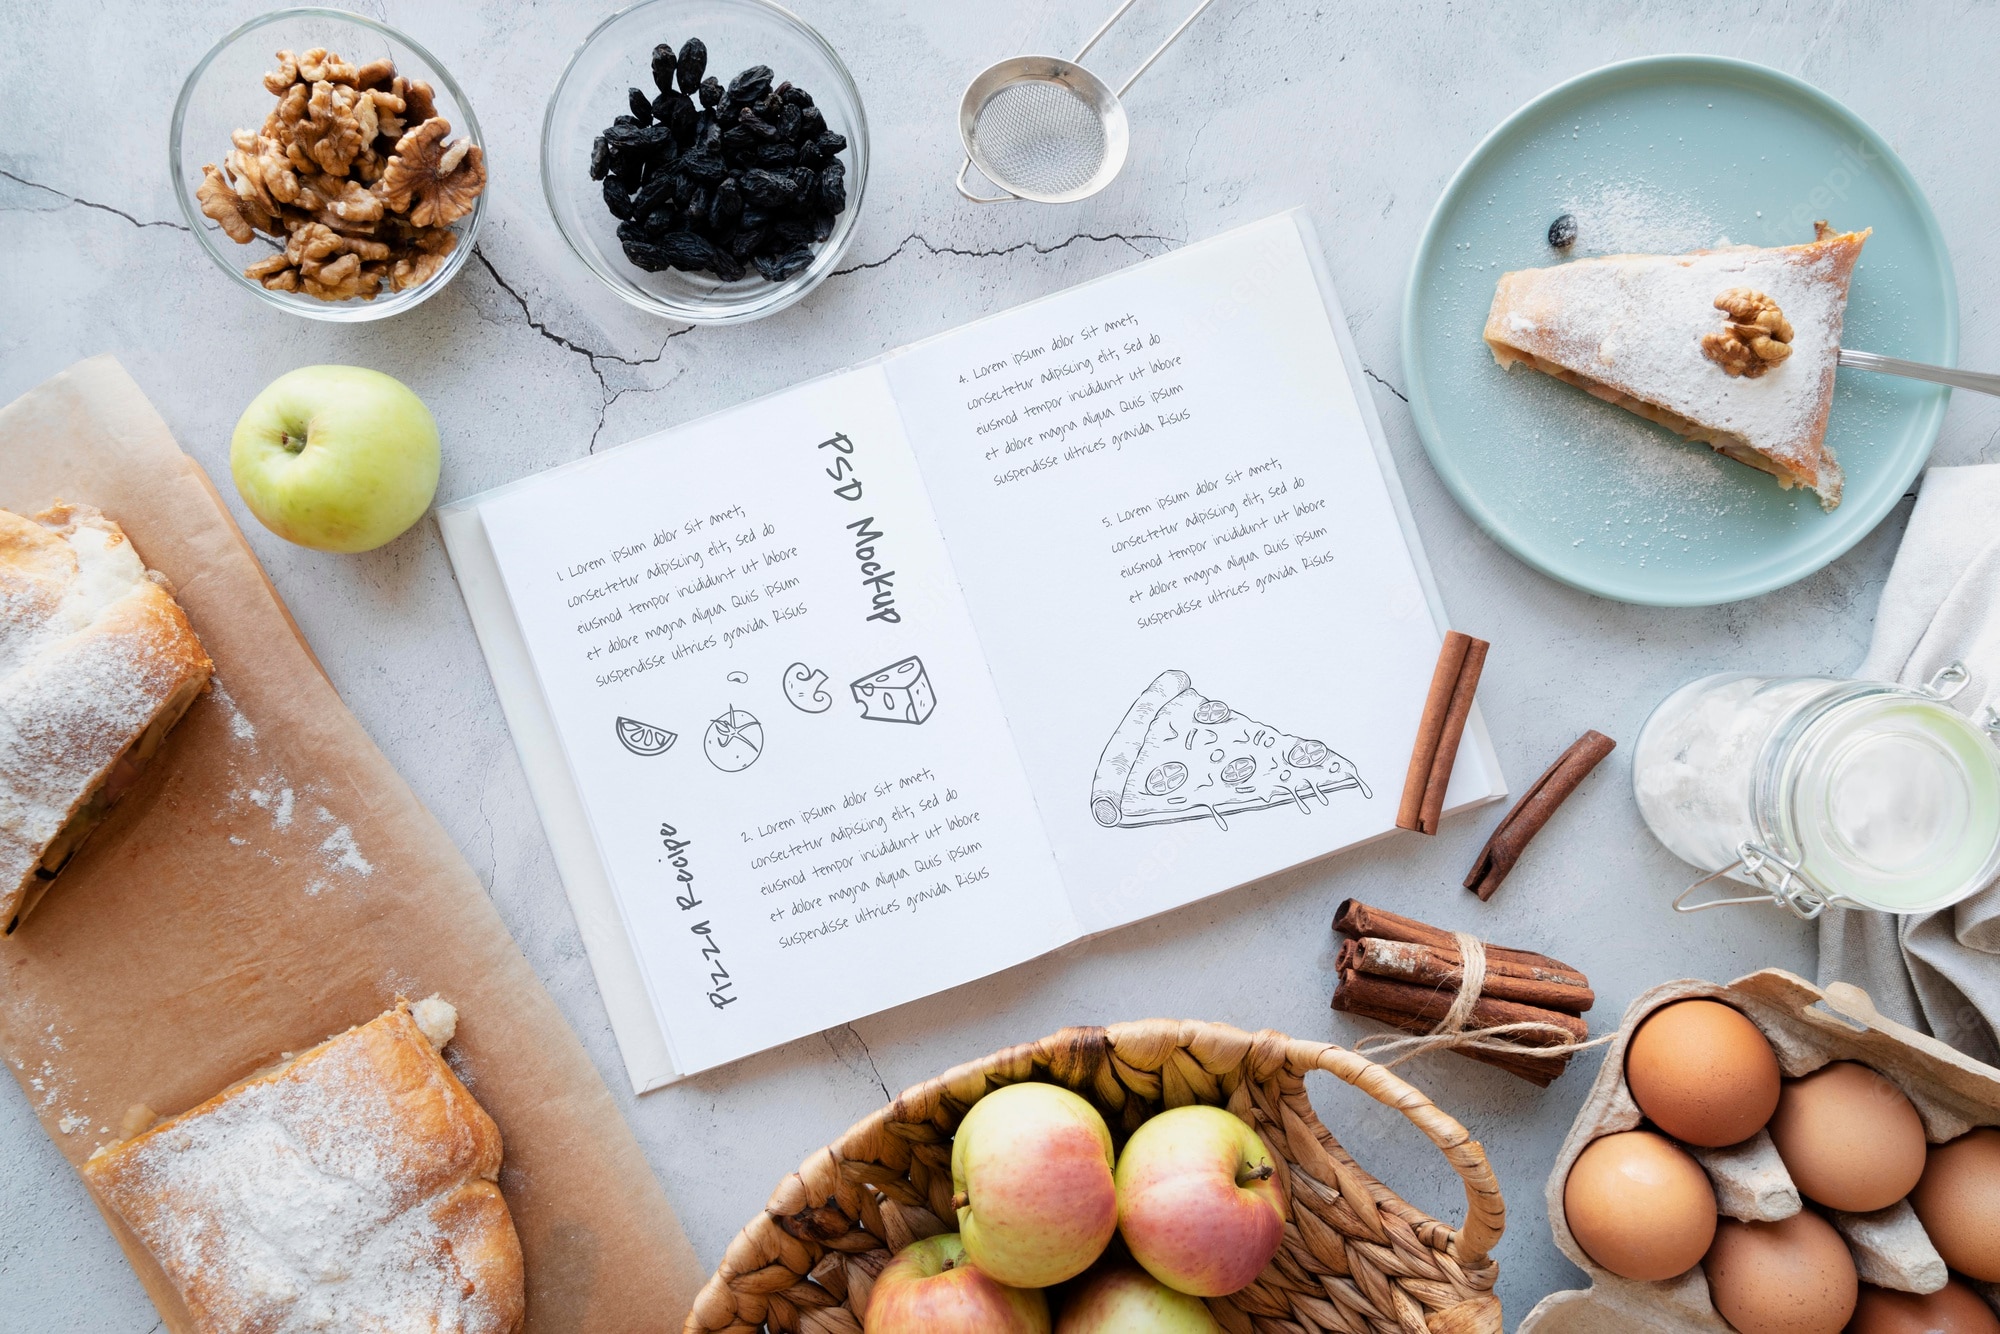 PSD Mockup
1. Lorem ipsum dolor sit amet,
consectetur adipiscing elit, sed do
eiusmod tempor incididunt ut labore
et dolore magna aliqua Quis ipsum
suspendisse ultrices gravida Risus
Pizza Recipe
2. Lorem ipsum dolor sit amet,
consectetur adipiscing elit, sed do
eiusmod tempor incididunt ut labore
et dolore magna aliqua Quis ipsum
suspendisse ultrices gravida Risus
4. Lorem ipsum dolor sit amet,
consectetur adipiscing elit, sed do
eiusmod tempor incididunt ut labore
et dolore magna aliqua Quis ipsum
suspendisse ultrices gravida Risus
5. Lorem ipsum dolor sit amet,
consectetur adipiscing elit, sed do
eiusmod tempor incididunt ut labore
et dolore magna aliqua Quis ipsum
suspendisse ultrices gravida Risus
freepik